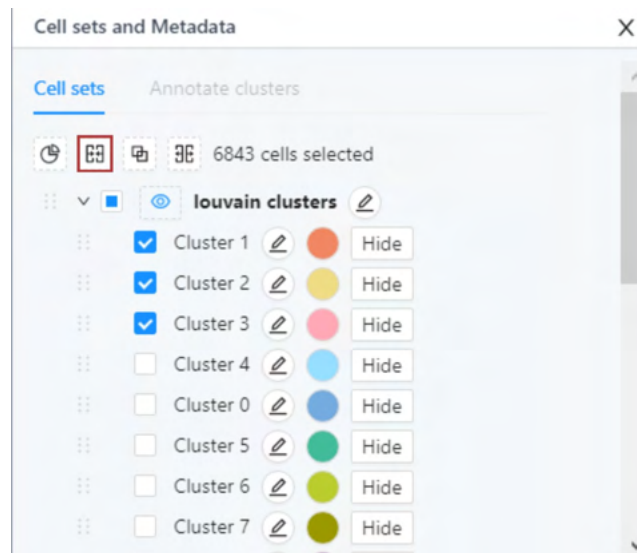 Cell sets and Metadata
Cell sets Annotate clusters
6843 cells selected
louvain clusters
Cluster 1 Hide
Cluster 2 Hide
Cluster 3 Hide
Cluster 4 Hide
Cluster 0 Hide
Cluster 5 Hide
Cluster 6 Hide
Cluster 7 Hide